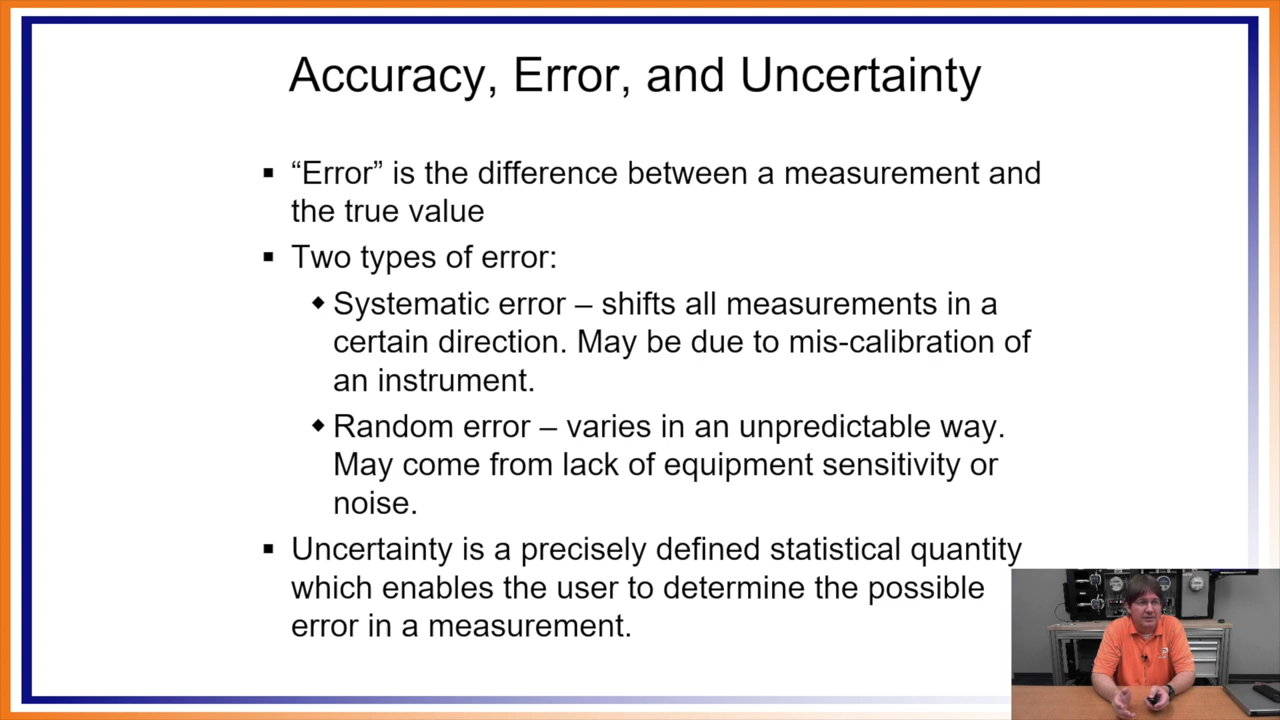 Accuracy, Error, and Uncertainty
▪ “Error” is the difference between a measurement and
the true value
▪ Two types of error:
◆ Systematic error – shifts all measurements in a
certain direction. May be due to mis-calibration of
an instrument.
◆ Random error – varies in an unpredictable way.
May come from lack of equipment sensitivity or
noise.
▪ Uncertainty is a precisely defined statistical quantity
which enables the user to determine the possible
error in a measurement.